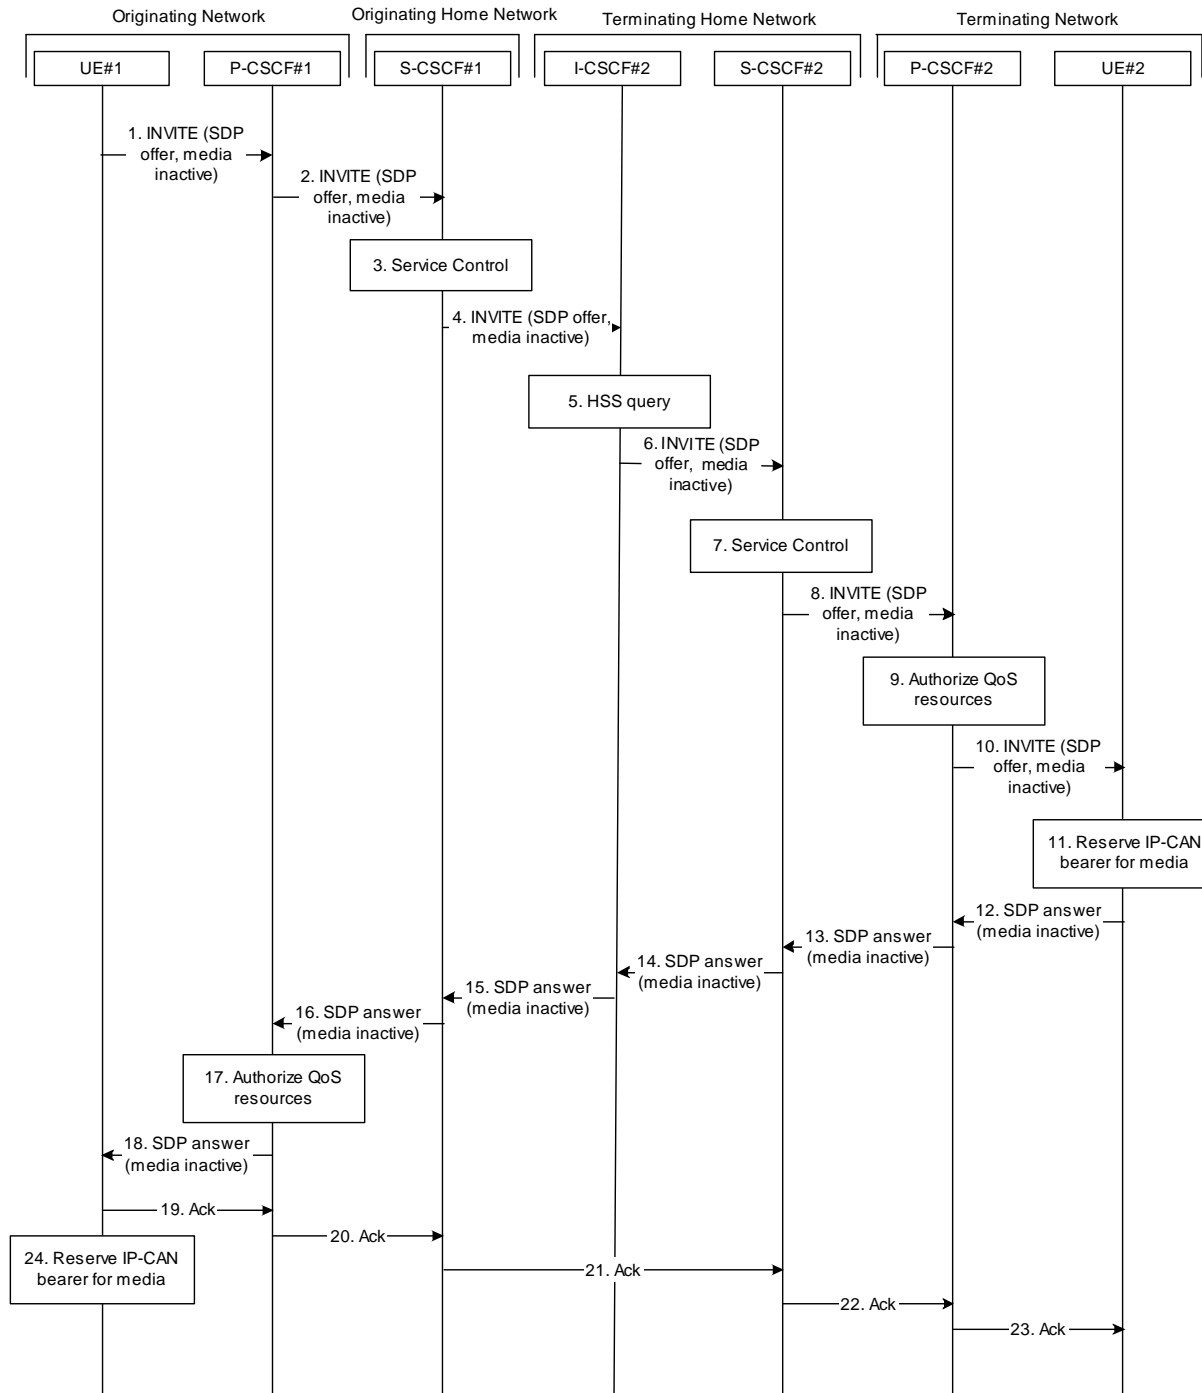 Originating Network
Originating Home Network
Terminating Home Network
Terminating Network
UE#1
P-CSCF#1
S-CSCF#1
I-CSCF#2
S-CSCF#2
P-CSCF#2
UE#2
1. INVITE (SDP
offer, media
inactive)
2. INVITE (SDP
offer, media
inactive)
3. Service Control
4. INVITE (SDP offer,
media inactive)
5. HSS query
6. INVITE (SDP
offer, media
inactive)
7. Service Control
8. INVITE (SDP
offer, media
inactive)
9. Authorize QoS
resources
10. INVITE (SDP
offer, media
inactive)
11. Reserve IP-CAN
bearer for media
12. SDP answer
(media inactive)
13. SDP answer
(media inactive)
14. SDP answer
(media inactive)
15. SDP answer
(media inactive)
16. SDP answer
(media inactive)
17. Authorize QoS
resources
18. SDP answer
(media inactive)
19. Ack
20. Ack
24. Reserve IP-CAN
bearer for media
21. Ack
22. Ack
23. Ack